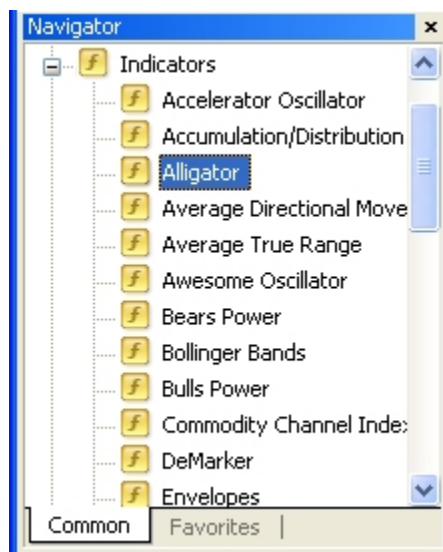 Navigator
Indicators
Accelerator Oscillator
Accumulation/Distribution
Alligator
Average Directional Move
Average True Range
Awesome Oscillator
Bears Power
Bollinger Bands
Bulls Power
Commodity Channel Index
DeMarker
Envelopes
Common Favorites